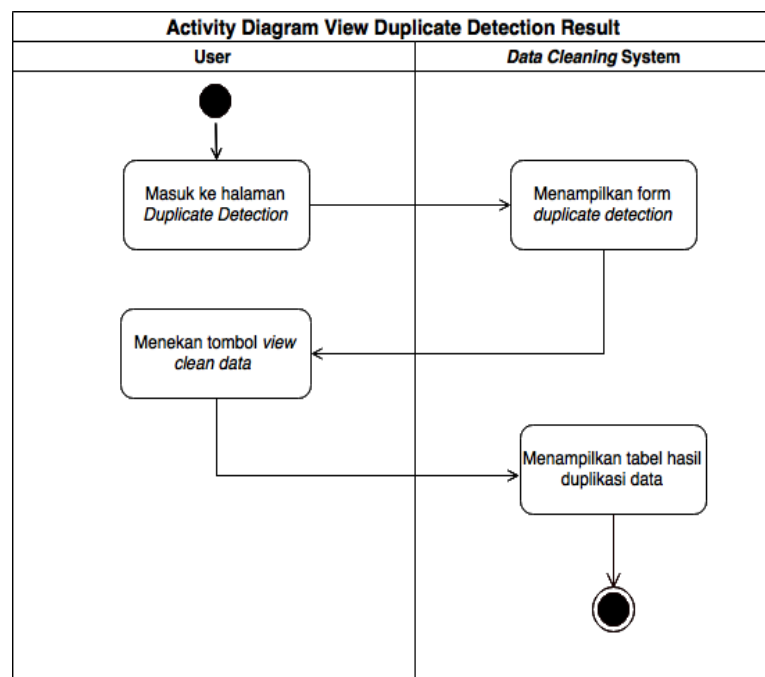 Activity Diagram View Duplicate Detection Result
User
Data Cleaning System
Masuk ke halaman
Duplicate Detection
Menampilkan form
duplicate detection
Menekan tombol view
clean data
Menampilkan tabel hasil
duplikasi data